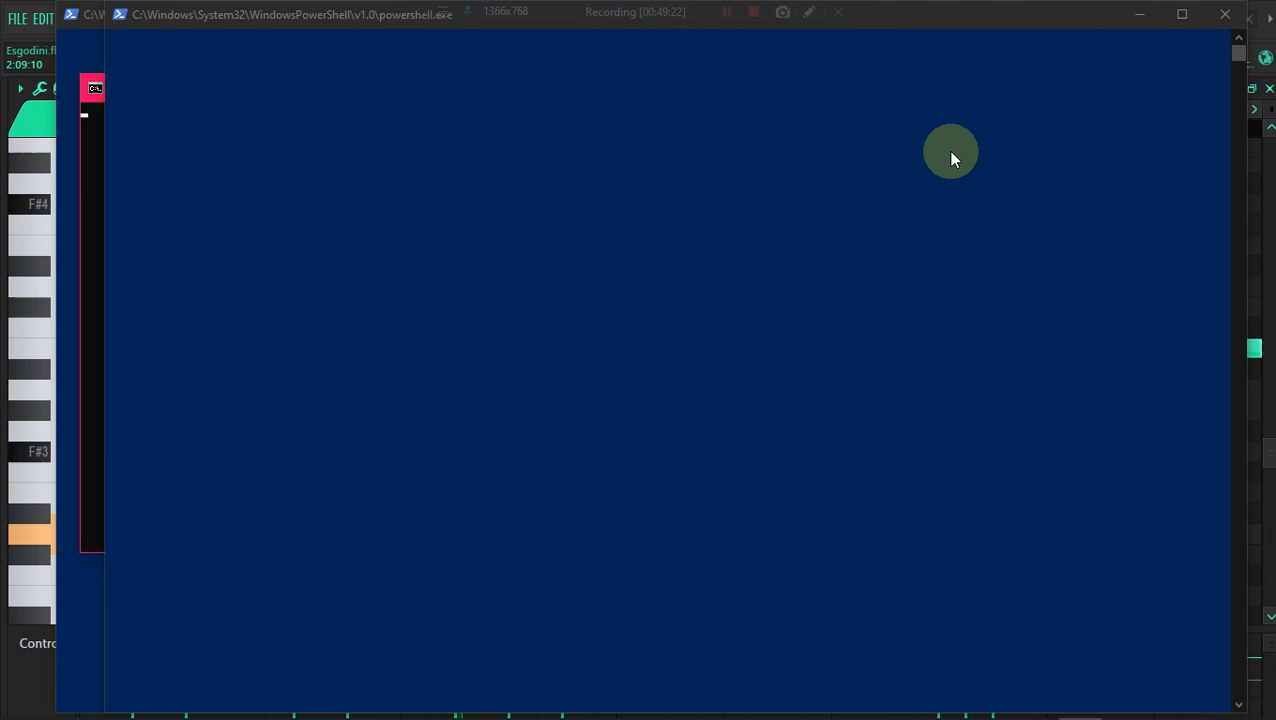 FILE EDIT
C:\W
C:\Windows\System32\WindowsPowerShell\v1.0\powershell.exe
1366x768
Recording [00:49:22]
Esgodini.fl
2:09:10
F#4
F#3
Contro